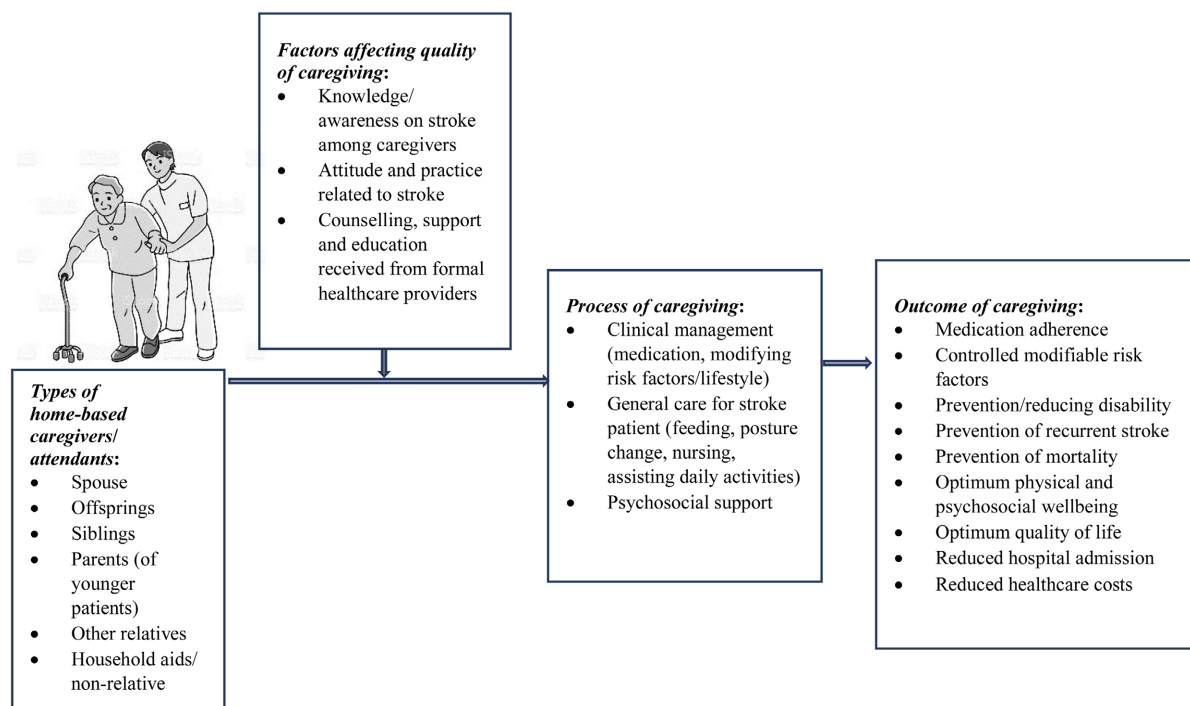 Factors affecting quality
of caregiving:
• Knowledge/
awareness on stroke
among caregivers
• Attitude and practice
related to stroke
• Counselling, support
and education
received from formal
healthcare providers
Types of
home-based
caregivers/
attendants:
• Spouse
• Offsprings
• Siblings
• Parents (of
younger
patients)
• Other relatives
• Household aids/
non-relative
Process of caregiving:
• Clinical management
(medication, modifying
risk factors/lifestyle)
• General care for stroke
patient (feeding, posture
change, nursing,
assisting daily activities)
• Psychosocial support
Outcome of caregiving:
• Medication adherence
• Controlled modifiable risk
factors
• Prevention/reducing disability
• Prevention of recurrent stroke
• Prevention of mortality
• Optimum physical and
psychosocial wellbeing
• Optimum quality of life
• Reduced hospital admission
• Reduced healthcare costs